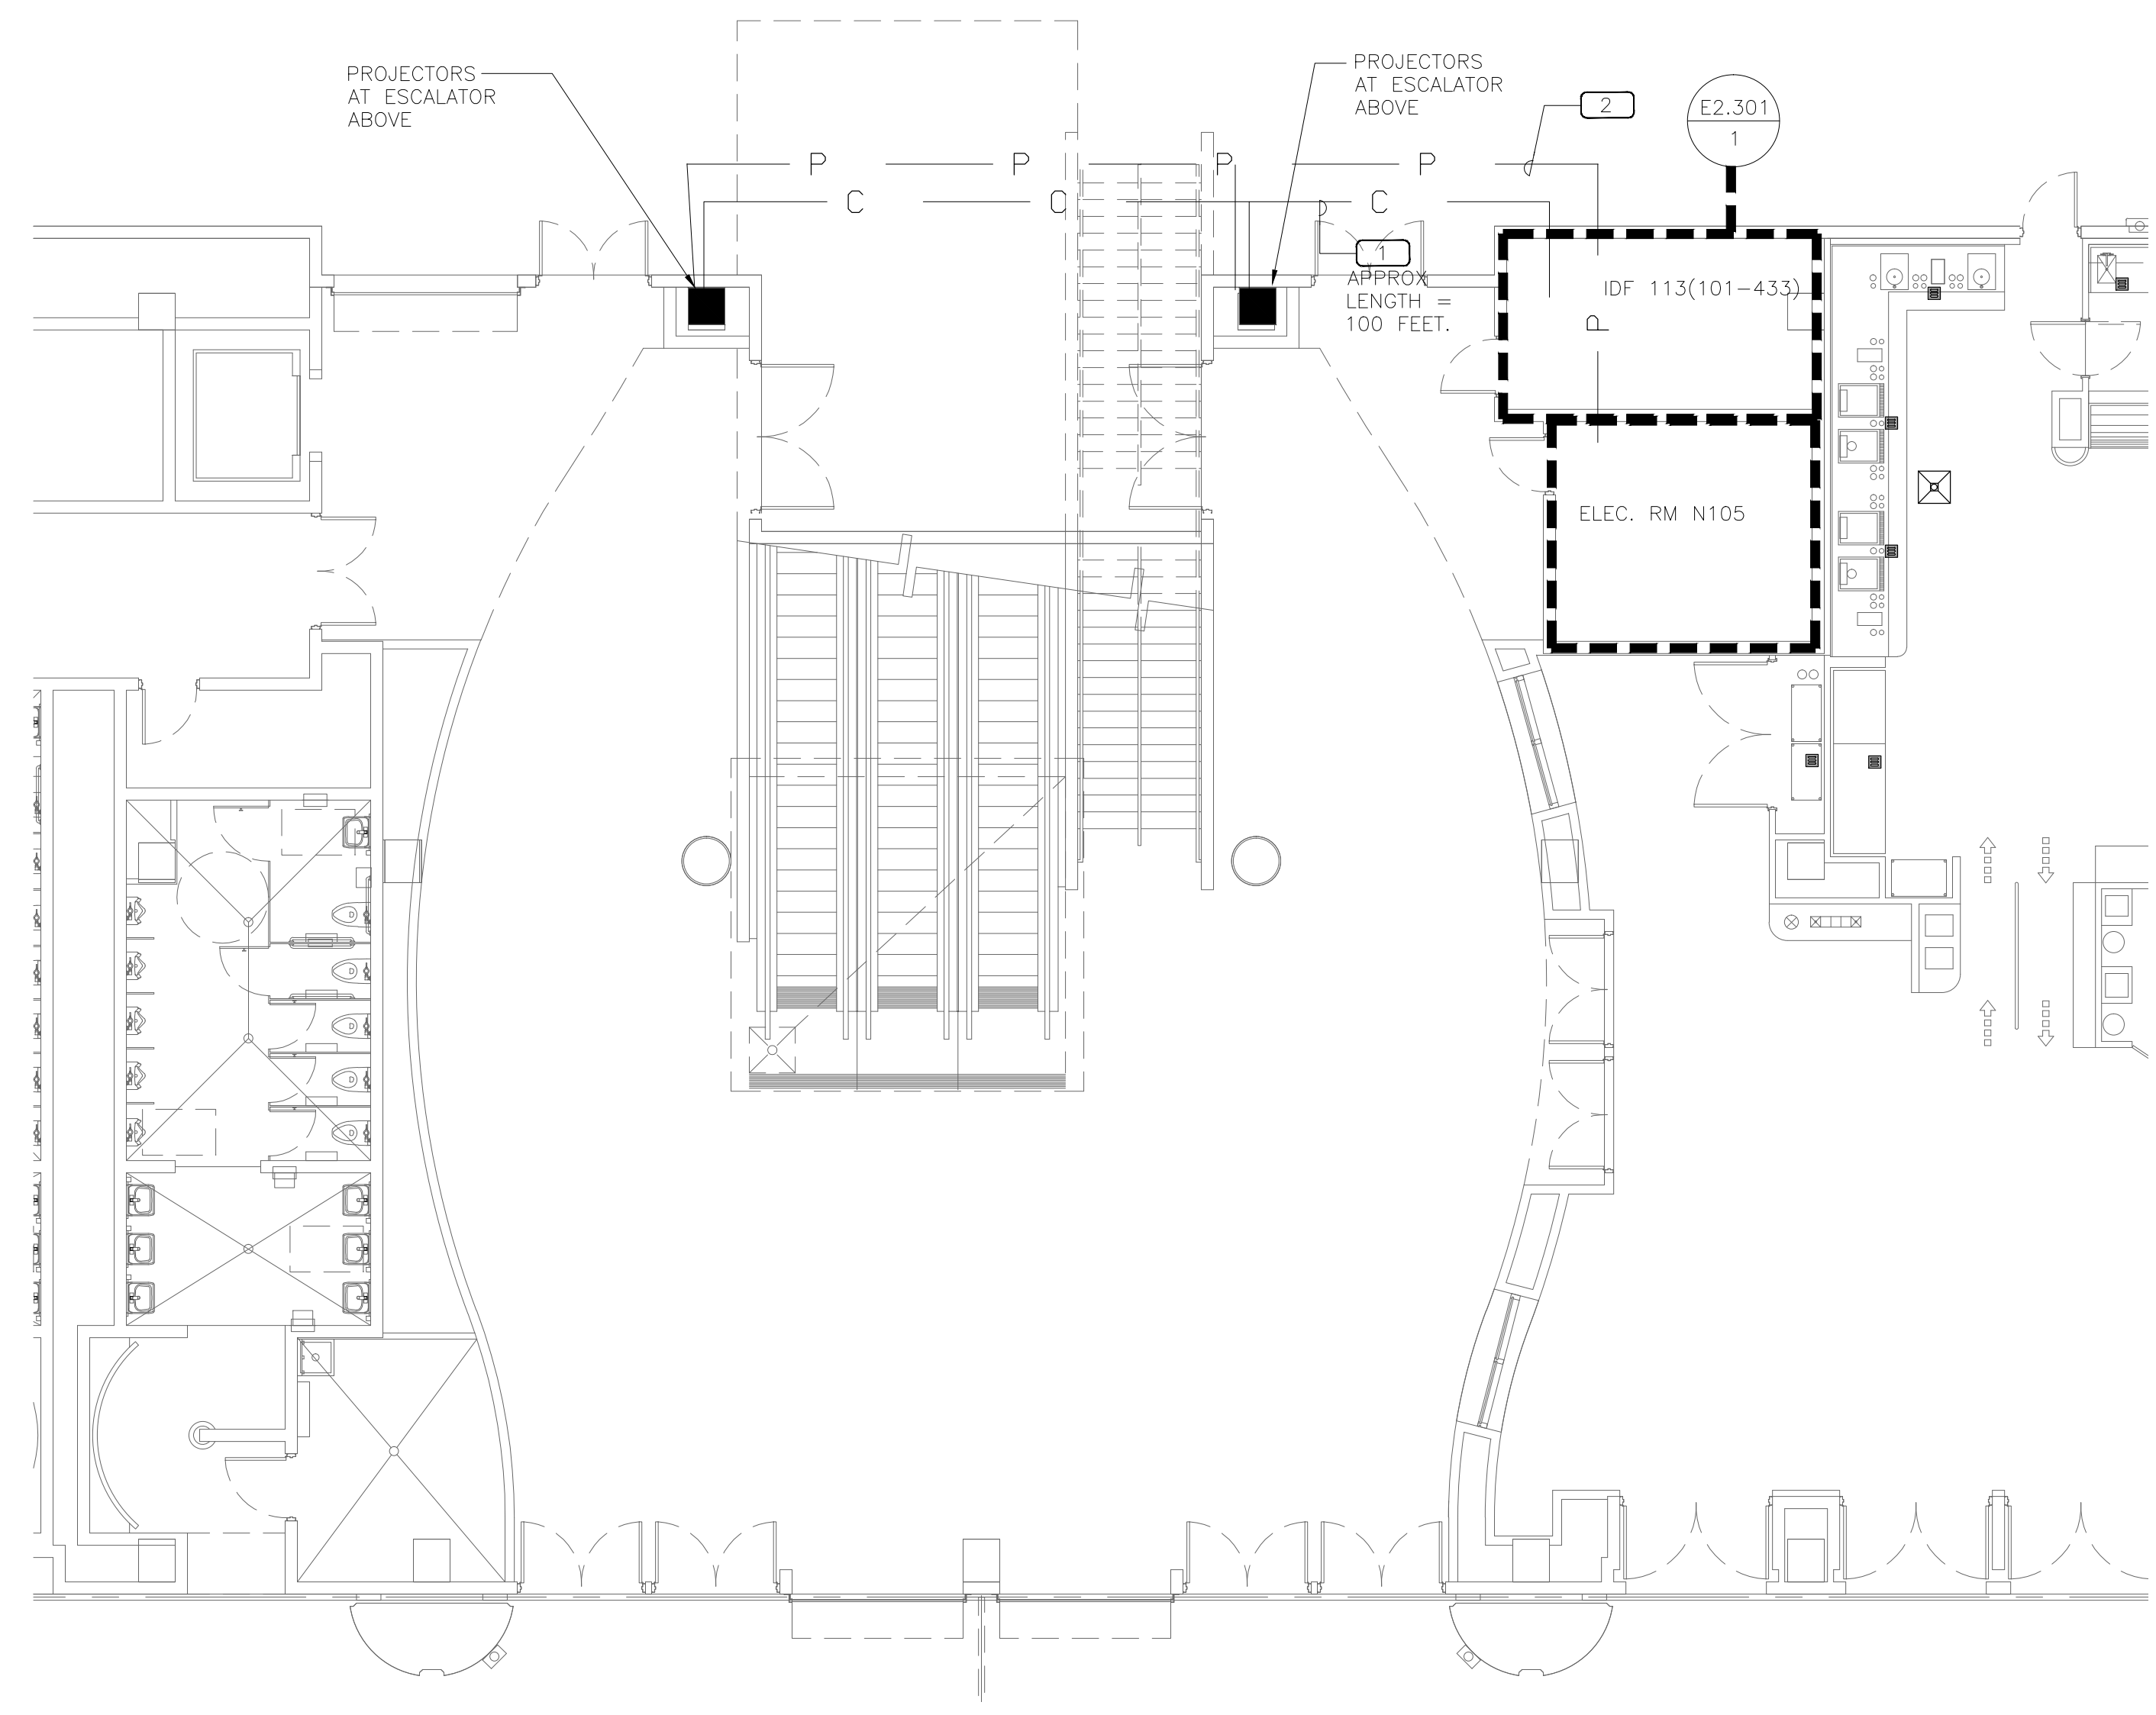 PROJECTORS
AT ESCALATOR
ABOVE
PROJECTORS
AT ESCALATOR
ABOVE
2
E2.301
1
P P P P
C C C
1
APPROX
LENGTH =
100 FEET.
IDF 113(101-433)
P
ELEC. RM N105